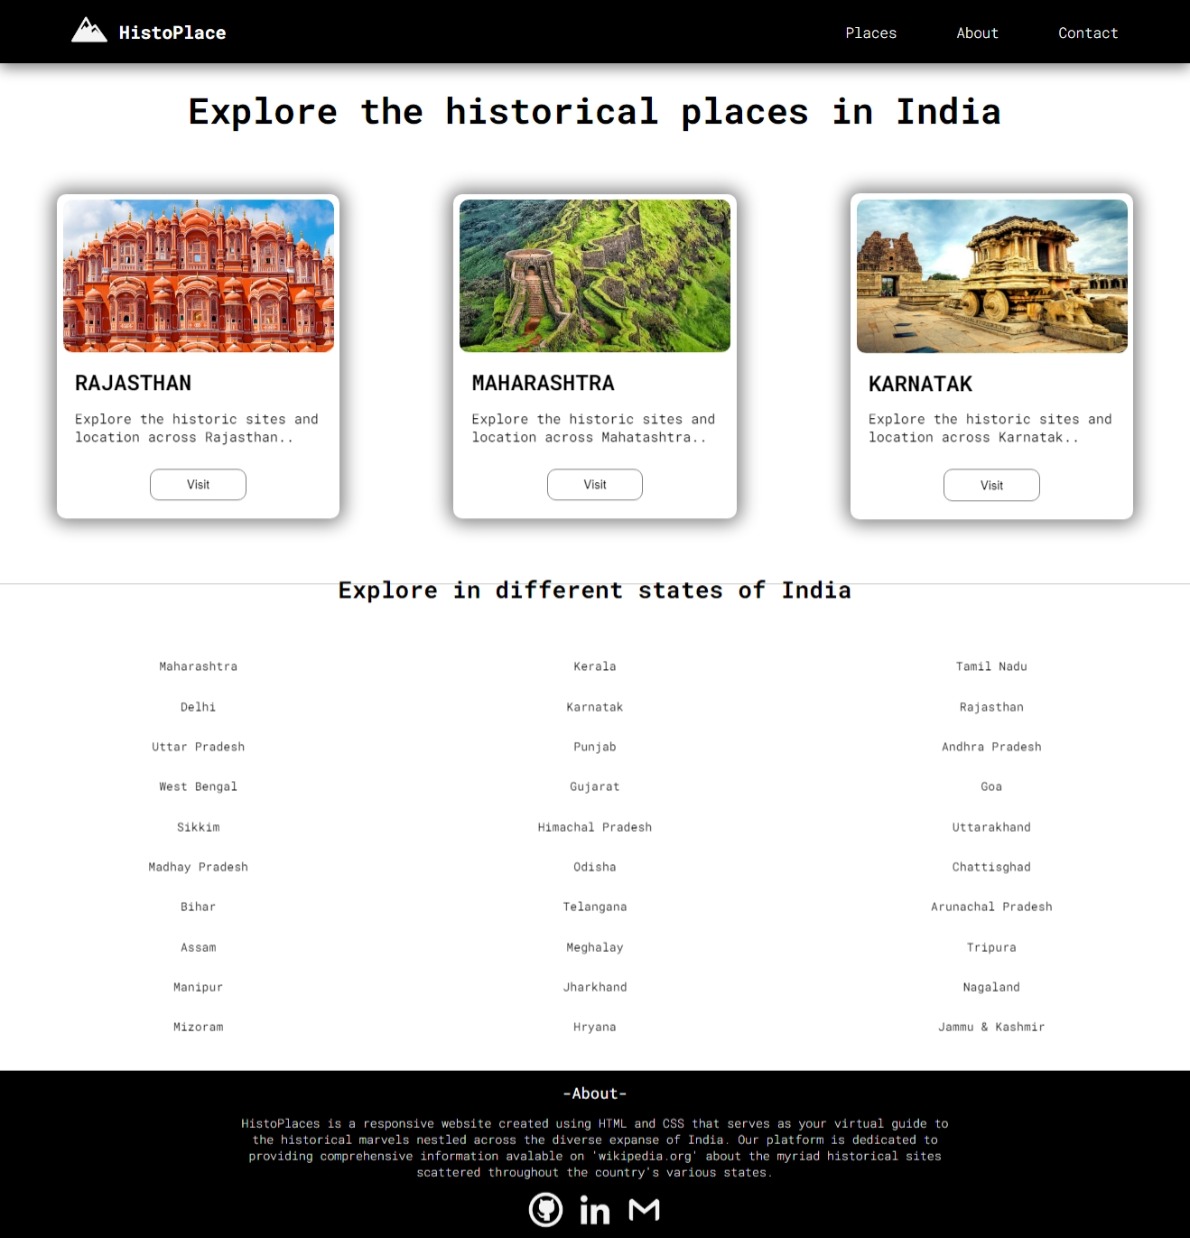 HistoPlace
Places About Contact
Explore the historical places in India
RAJASTHAN
Explore the historic sites and
location across Rajasthan..
Visit
MAHARASHTRA
Explore the historic sites and
location across Mahatashtra..
Visit
KARNATAK
Explore the historic sites and
location across Karnatak..
Visit
Explore in different states of India
Maharashtra Kerala Tamil Nadu
Delhi Karnatak Rajasthan
Uttar Pradesh Punjab Andhra Pradesh
West Bengal Gujarat Goa
Sikkim Himachal Pradesh Uttarakhand
Madhay Pradesh Odisha Chattisghad
Bihar Telangana Arunachal Pradesh
Assam Meghalay Tripura
Manipur Jharkhand Nagaland
Mizoram Hryana Jammu & Kashmir
-About-
HistoPlaces is a responsive website created using HTML and CSS that serves as your virtual guide to
the historical marvels nestled across the diverse expanse of India. Our platform is dedicated to
providing comprehensive information avalable on 'wikipedia.org' about the myriad historical sites
scattered throughout the country's various states.
in